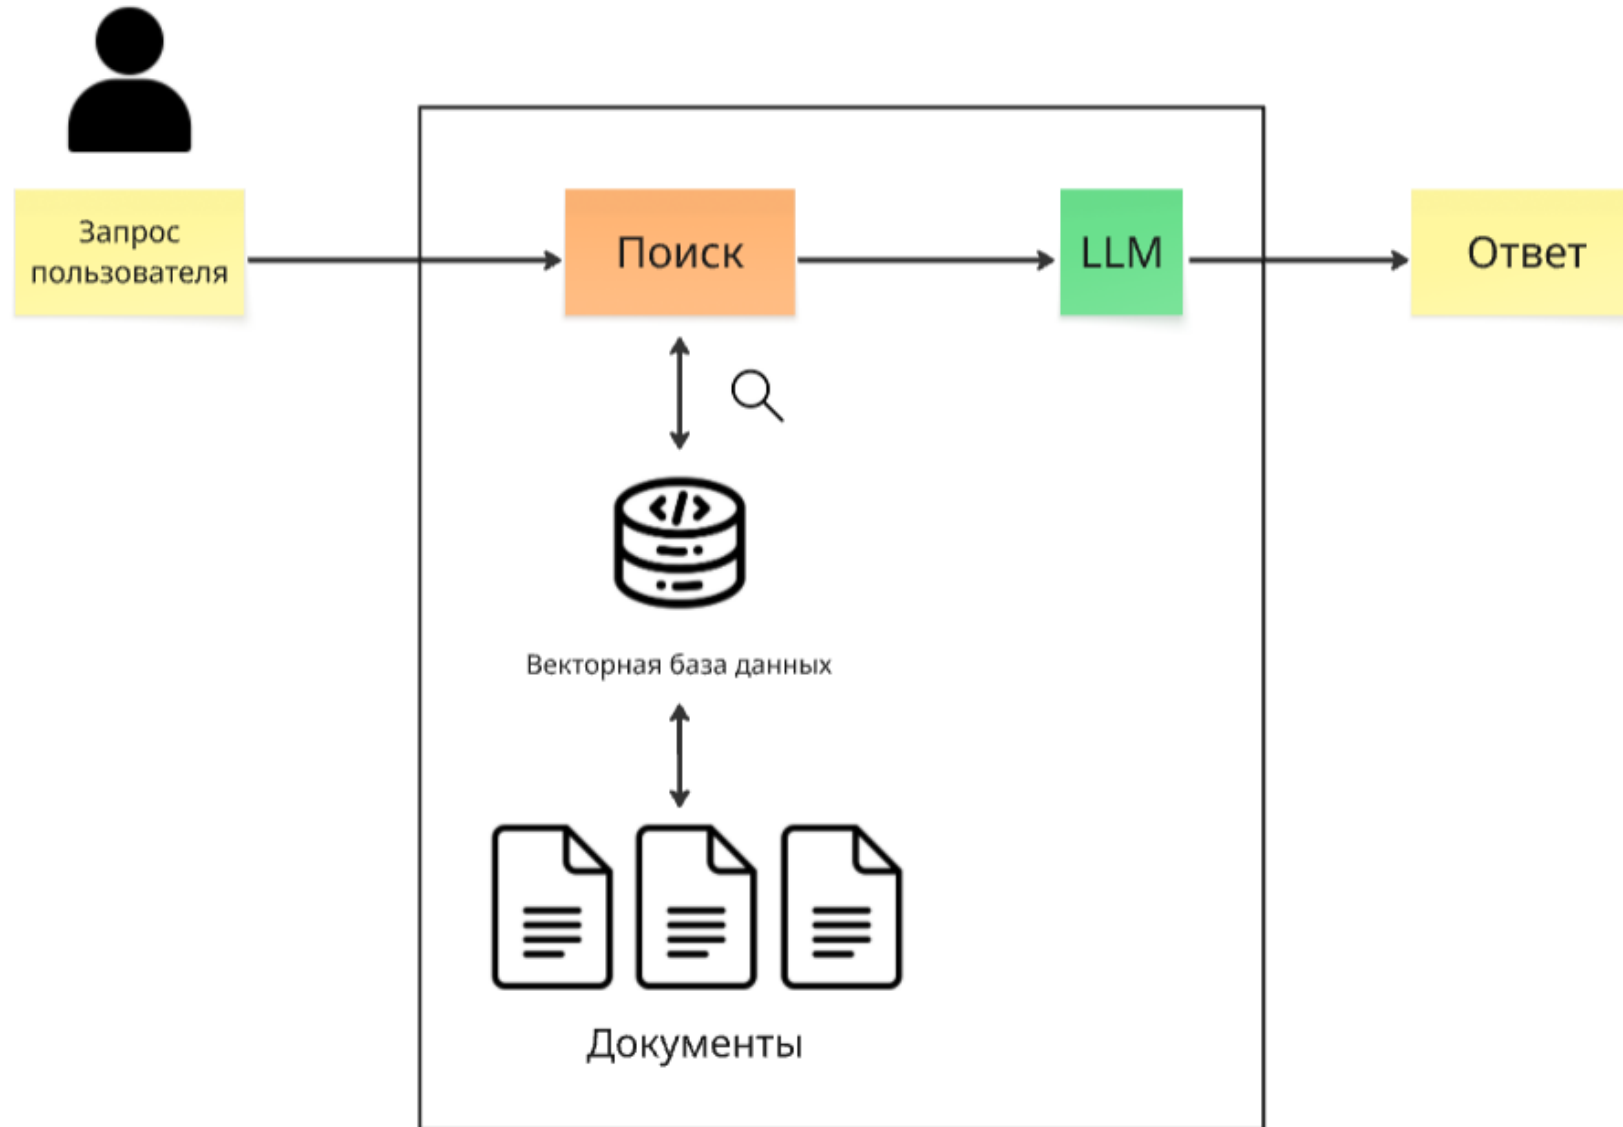 Запрос
пользователя
Поиск
LLM
Ответ
</>
Векторная база данных
Документы